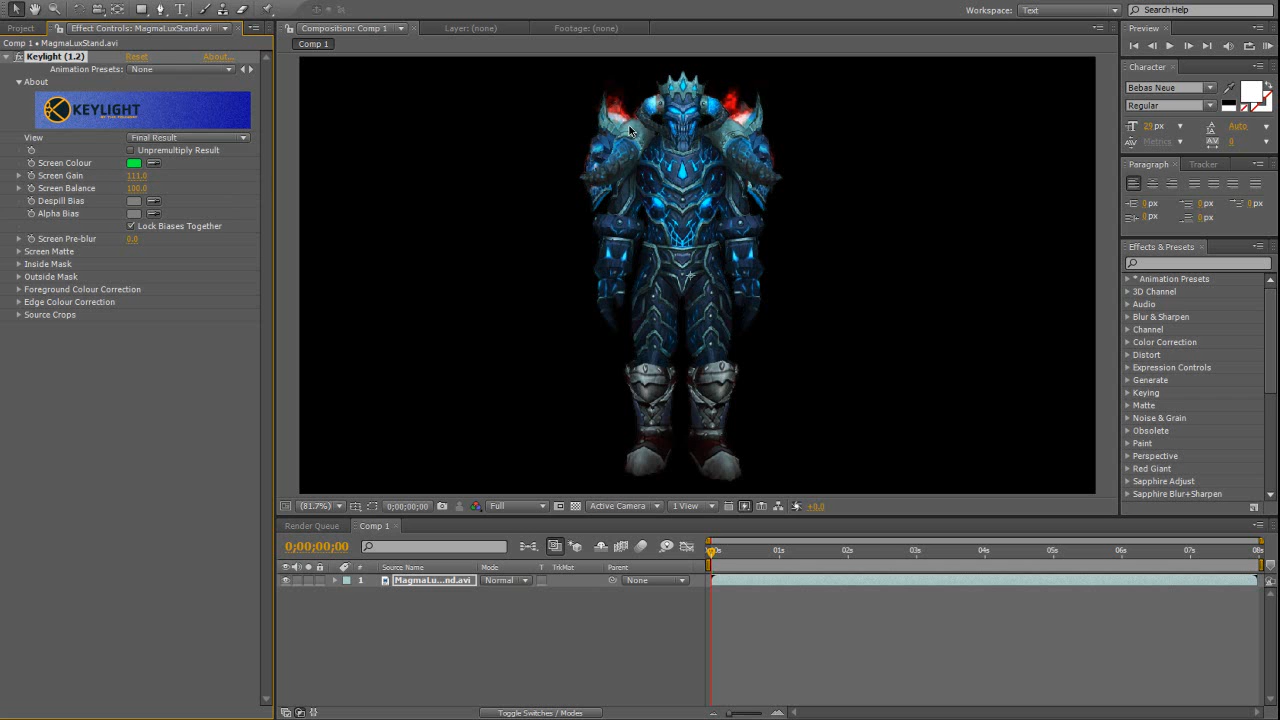 Workspace: Text Search Help
Project Effect Controls: MagmaLuxStand.avi Composition: Comp 1 Layer: (none) Footage: (none) Preview
Comp 1 • MagmaLuxStand.avi Comp 1
fx Keylight (1.2) Reset About...
Animation Presets: None
About
KEYLIGHT
View Final Result
Unpremultiply Result
Screen Colour
Screen Gain 111.0
Screen Balance 100.0
Despill Bias
Alpha Bias
Lock Biases Together
Screen Pre-blur 0.0
Screen Matte
Inside Mask
Outside Mask
Foreground Colour Correction
Edge Colour Correction
Source Crops
Character
Bebas Neue
Regular
29 px Auto
Metrics 0
Paragraph Tracker
0 px 0 px 0 px
0 px 0 px
Effects & Presets
* Animation Presets
3D Channel
Audio
Blur & Sharpen
Channel
Color Correction
Distort
Expression Controls
Generate
Keying
Matte
Noise & Grain
Obsolete
Paint
Perspective
Red Giant
Sapphire Adjust
Sapphire Blur+Sharpen
(81.7%) 0;00;00;00 Full Active Camera 1 View +0.0
Render Queue Comp 1
0;00;00;00 01s 02s 03s 04s 05s 06s 07s 08s
# Source Name Mode T TrkMat Parent
1 MagmaLu...nd.avi Normal None
Toggle Switches / Modes